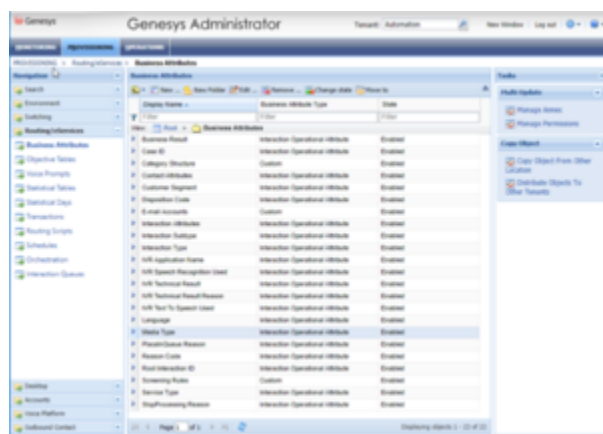 Genesys
Genesys Administrator
Tenant: Automation
New Window | Log out
MONITORING PROVISIONING OPERATIONS
PROVISIONING > Routing/eServices > Business Attributes
Navigation
Search
Environment
Switching
Routing/eServices
Business Attributes
Objective Tables
Voice Prompts
Statistical Tables
Statistical Days
Transactions
Routing Scripts
Schedules
Orchestration
Interaction Queues
Desktop
Accounts
Voice Platform
Outbound Contact
Business Attributes
New ... New Folder Edit ... Remove ... Change state Move to
Display Name Business Attribute Type State
Filter Filter Filter
View: Root > Business Attributes
Business Result Interaction Operational Attribute Enabled
Case ID Interaction Operational Attribute Enabled
Category Structure Custom Enabled
Contact Attributes Interaction Operational Attribute Enabled
Customer Segment Interaction Operational Attribute Enabled
Disposition Code Interaction Operational Attribute Enabled
E-mail Accounts Custom Enabled
Interaction Attributes Interaction Operational Attribute Enabled
Interaction Subtype Interaction Operational Attribute Enabled
Interaction Type Interaction Operational Attribute Enabled
IVR Application Name Interaction Operational Attribute Enabled
IVR Speech Recognition Used Interaction Operational Attribute Enabled
IVR Technical Result Interaction Operational Attribute Enabled
IVR Technical Result Reason Interaction Operational Attribute Enabled
IVR Text To Speech Used Interaction Operational Attribute Enabled
Language Interaction Operational Attribute Enabled
Media Type Interaction Operational Attribute Enabled
PlaceInQueue Reason Interaction Operational Attribute Enabled
Reason Code Interaction Operational Attribute Enabled
Root Interaction ID Interaction Operational Attribute Enabled
Screening Rules Custom Enabled
Service Type Interaction Operational Attribute Enabled
StopProcessing Reason Interaction Operational Attribute Enabled
Page 1 of 1
Displaying objects 1 - 23 of 23
Tasks
Multi-Update
Manage Annex
Manage Permissions
Copy Object
Copy Object From Other
Location
Distribute Objects To
Other Tenants